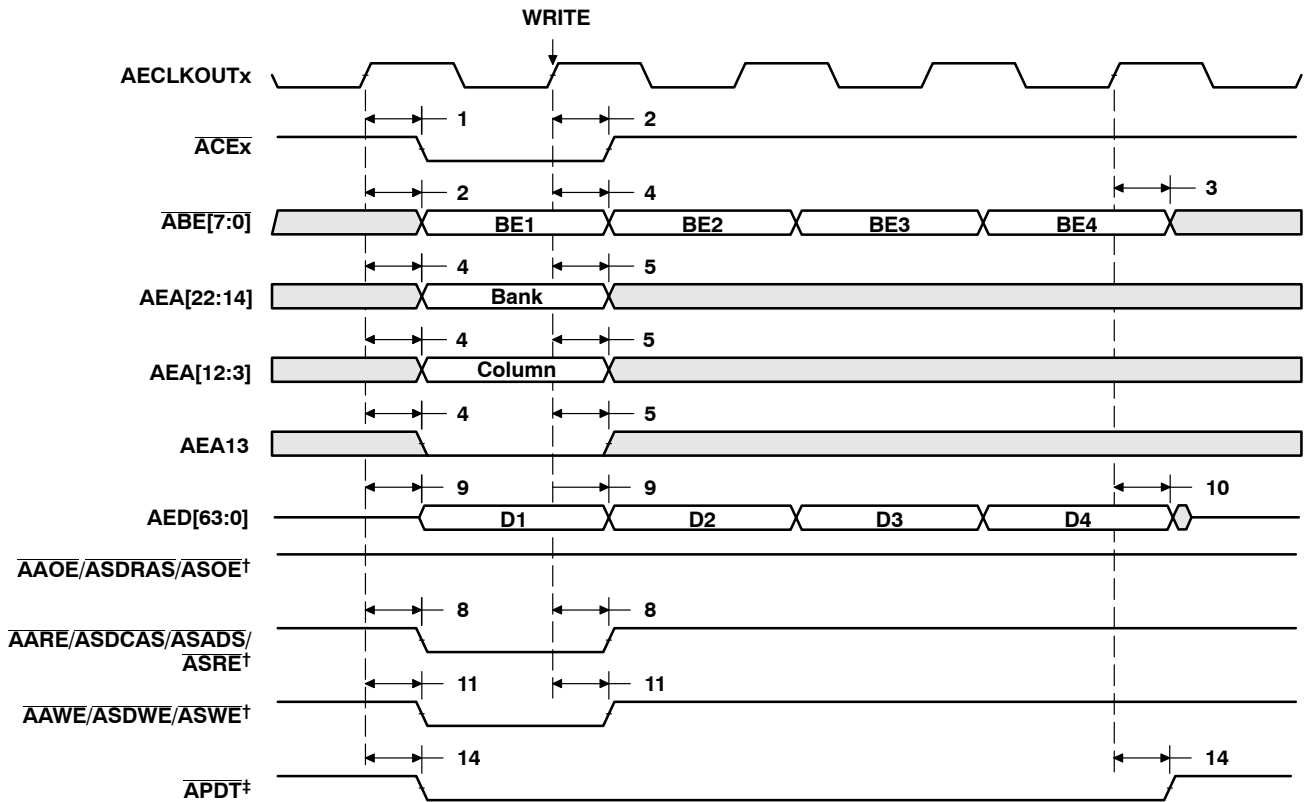 WRITE
AECLKOUTx
1 2
ACEx
2 4 3
ABE[7:0] BE1 BE2 BE3 BE4
4 5
AEA[22:14] Bank
4 5
AEA[12:3] Column
4 5
AEA13
9 9 10
AED[63:0] D1 D2 D3 D4
AAOE/ASDRAS/ASOE†
8 8
AARE/ASDCAS/ASADS/
ASRE†
11 11
AAWE/ASDWE/ASWE†
14 14
APDT‡